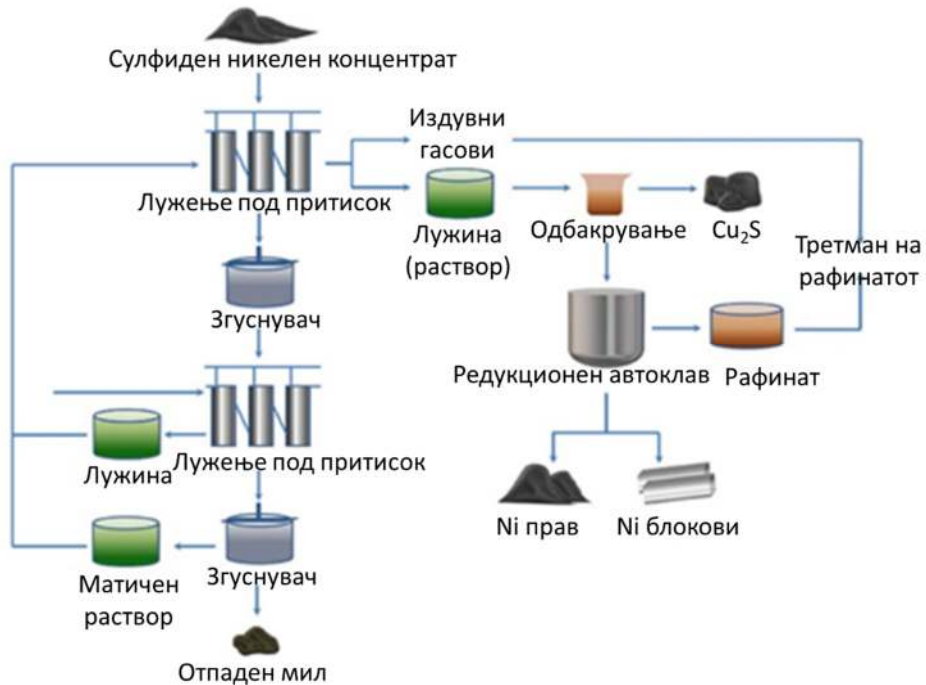 Сулфиден никелен концентрат
Издувни
гасови
Лужење под притисок
Лужина
(раствор)
Одбакрување
Cu₂S
Третман на
рафинатот
Згуснувач
Редукционен автоклав
Рафинат
Лужење под притисок
Лужина
Ni прав
Ni блокови
Згуснувач
Матичен
раствор
Отпаден мил